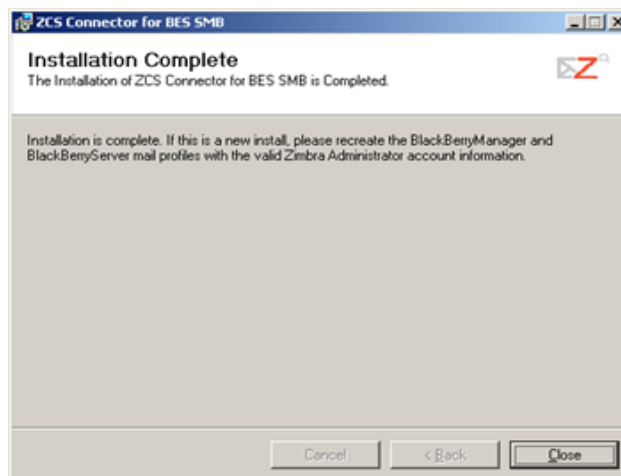 ZCS Connector for BES SMB
Installation Complete
The Installation of ZCS Connector for BES SMB is Completed.
Installation is complete. If this is a new install, please recreate the BlackBerryManager and
BlackBerryServer mail profiles with the valid Zimbra Administrator account information.
Cancel
< Back
Close